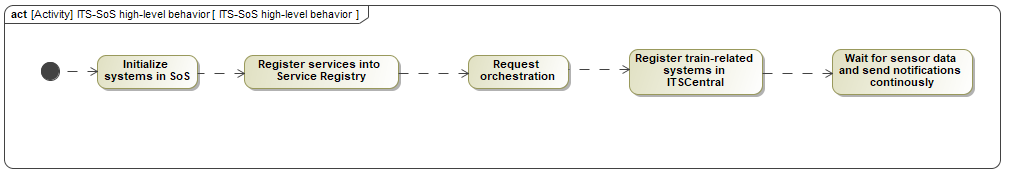 act [Activity] ITS-SoS high-level behavior [ ITS-SoS high-level behavior ]
Initialize
systems in SoS
Register services into
Service Registry
Request
orchestration
Register train-related
systems in
ITSCentral
Wait for sensor data
and send notifications
continously